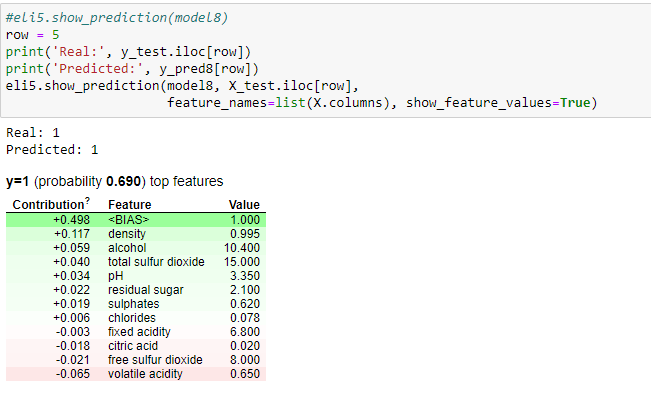 #eli5.show_prediction(model8)
row = 5
print('Real:', y_test.iloc[row])
print('Predicted:', y_pred8[row])
eli5.show_prediction(model8, X_test.iloc[row],
feature_names=list(X.columns), show_feature_values=True)
Real: 1
Predicted: 1
y=1 (probability 0.690) top features
Contribution? Feature Value
+0.498 <BIAS> 1.000
+0.117 density 0.995
+0.059 alcohol 10.400
+0.040 total sulfur dioxide 15.000
+0.034 pH 3.350
+0.022 residual sugar 2.100
+0.019 sulphates 0.620
+0.006 chlorides 0.078
-0.003 fixed acidity 6.800
-0.018 citric acid 0.020
-0.021 free sulfur dioxide 8.000
-0.065 volatile acidity 0.650